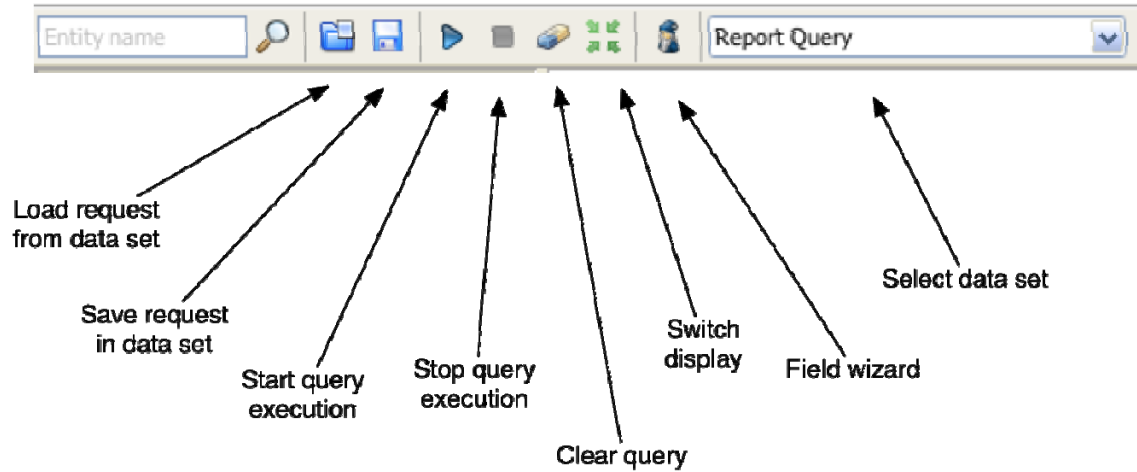 Entity name
Report Query
Load request
from data set
Save request
in data set
Start query
execution
Stop query
execution
Clear query
Switch
display
Field wizard
Select data set